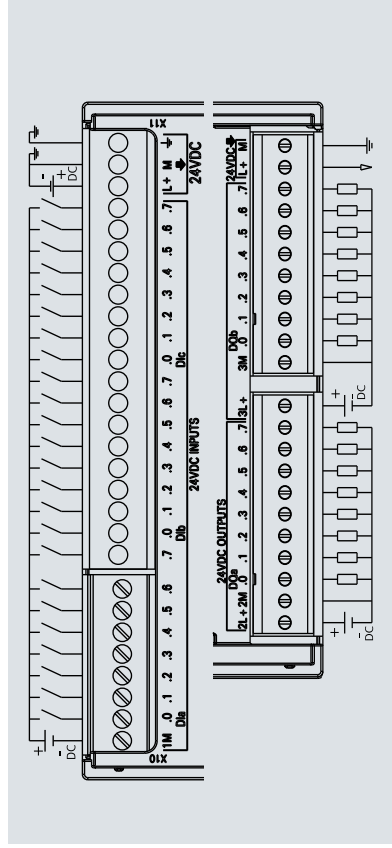 + - DC - + DC
X10 X11
1M .0 .1 .2 .3 .4 .5 .6 .7 .0 .1 .2 .3 .4 .5 .6 .7 .0 .1 .2 .3 .4 .5 .6 .7 L+ M
DIa DIb DIc 24VDC
24VDC INPUTS
24VDC OUTPUTS
DQa DQb 24VDC
2L+ 2M .0 .1 .2 .3 .4 .5 .6 .7 3L+ 3M .0 .1 .2 .3 .4 .5 .6 .7 L+ M
+ - DC + - DC